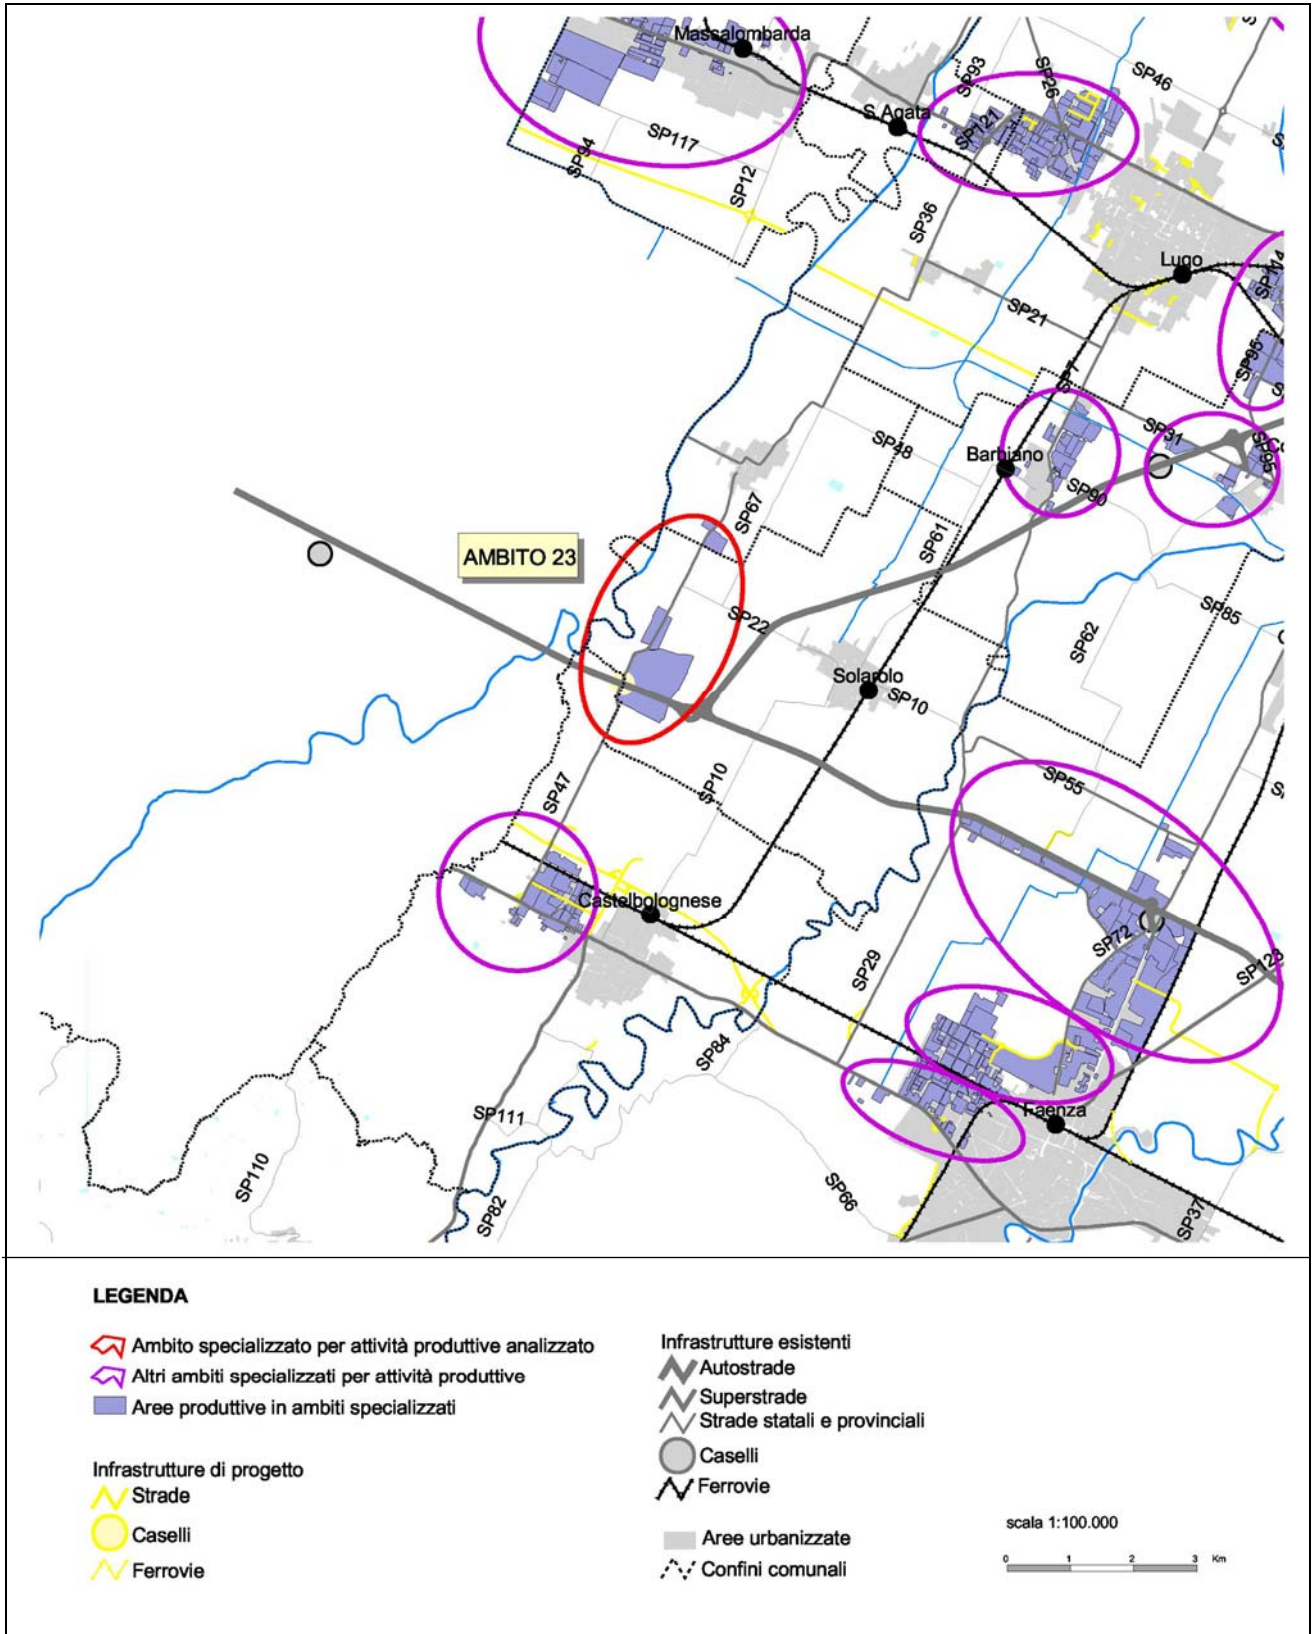 Massalombarda
SP93
SP26
SP46
S.Agata
SP121
SP117
SP94
SP12
SP36
Lugo
SP114
SP21
SP95
SP7
SP31
SP48
Barbiano
SP95
SP90
SP67
SP61
AMBITO 23
SP22
SP85
SP62
Solarolo
SP10
SP55
SP10
SP47
Castelbolognese
SP72
SP29
SP123
SP84
SP111
Faenza
SP110
SP66
SP82
SP37
LEGENDA
Ambito specializzato per attività produttive analizzato
Altri ambiti specializzati per attività produttive
Aree produttive in ambiti specializzati
Infrastrutture di progetto
Strade
Caselli
Ferrovie
Infrastrutture esistenti
Autostrade
Superstrade
Strade statali e provinciali
Caselli
Ferrovie
Aree urbanizzate
Confini comunali
scala 1:100.000
0 1 2 3 Km